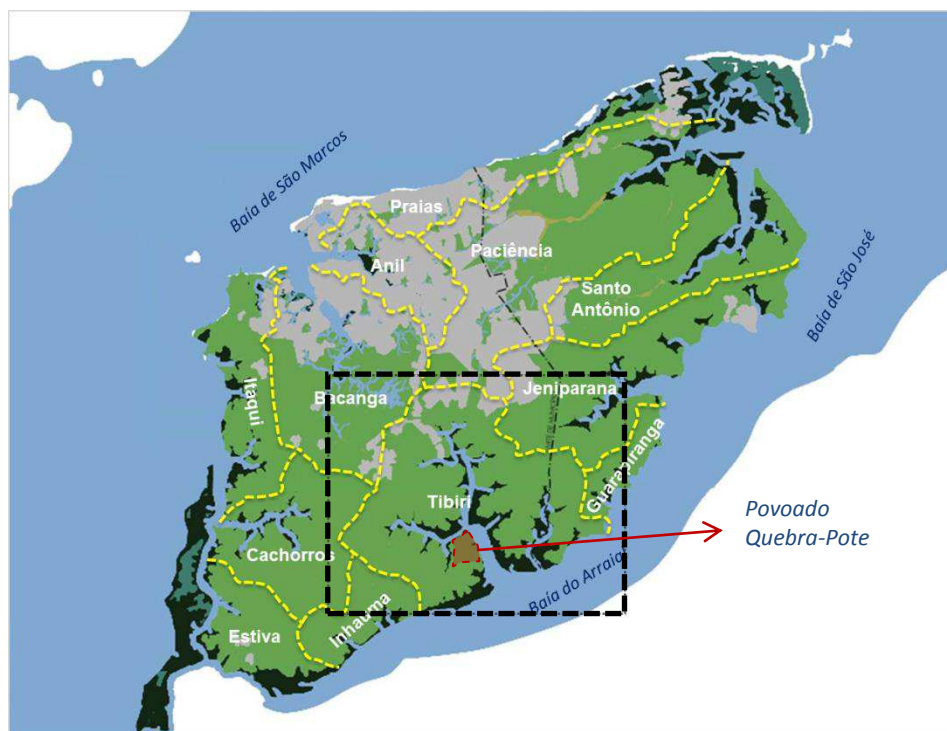 Baía de São Marcos
Praias
Paciência
Anil
Santo
Antônio
Baía de São José
Itaqui
Bacanga
Jeniparana
Guarapiranga
Tibiri
Povoado
Quebra-Pote
Cachorros
Baía do Arraial
Inhauma
Estiva